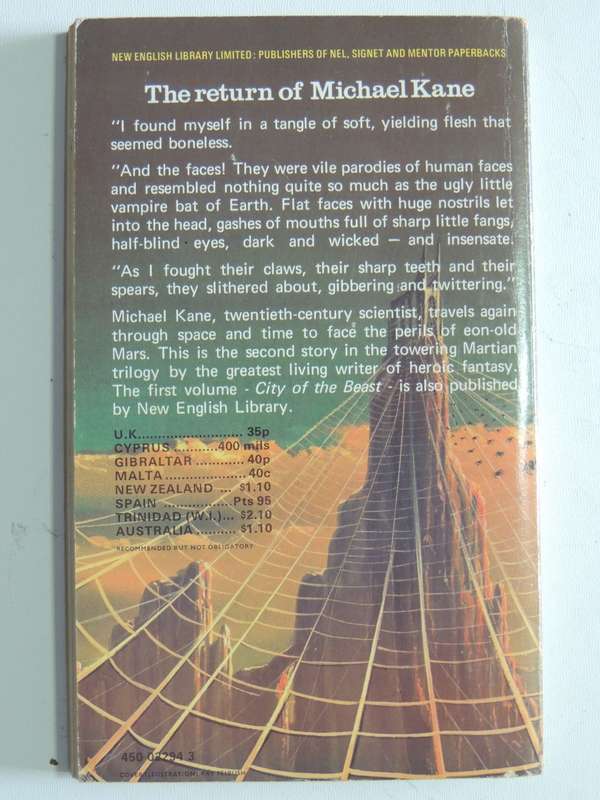 NEW ENGLISH LIBRARY LIMITED: PUBLISHERS OF NEL, SIGNET AND MENTOR PAPERBACKS
The return of Michael Kane
"I found myself in a tangle of soft, yielding flesh that
seemed boneless.
"And the faces! They were vile parodies of human faces
and resembled nothing quite so much as the ugly little
vampire bat of Earth. Flat faces with huge nostrils let
into the head, gashes of mouths full of sharp little fangs,
half-blind eyes, dark and wicked — and insensate.
"As I fought their claws, their sharp teeth and their
spears, they slithered about, gibbering and twittering."
Michael Kane, twentieth-century scientist, travels again
through space and time to face the perils of eon-old
Mars. This is the second story in the towering Martian
trilogy by the greatest living writer of heroic fantasy.
The first volume - City of the Beast - is also published
by New English Library.
U.K.......................... 35p
CYPRUS ...........400 mils
GIBRALTAR ............ 40p
MALTA .................... 40c
NEW ZEALAND ... $1.10
SPAIN .................Pts 95
TRINIDAD (W.I.)... $2.10
AUSTRALIA .......... $1.10
RECOMMENDED BUT NOT OBLIGATORY
450 02294 3
COVER ILLUSTRATION: